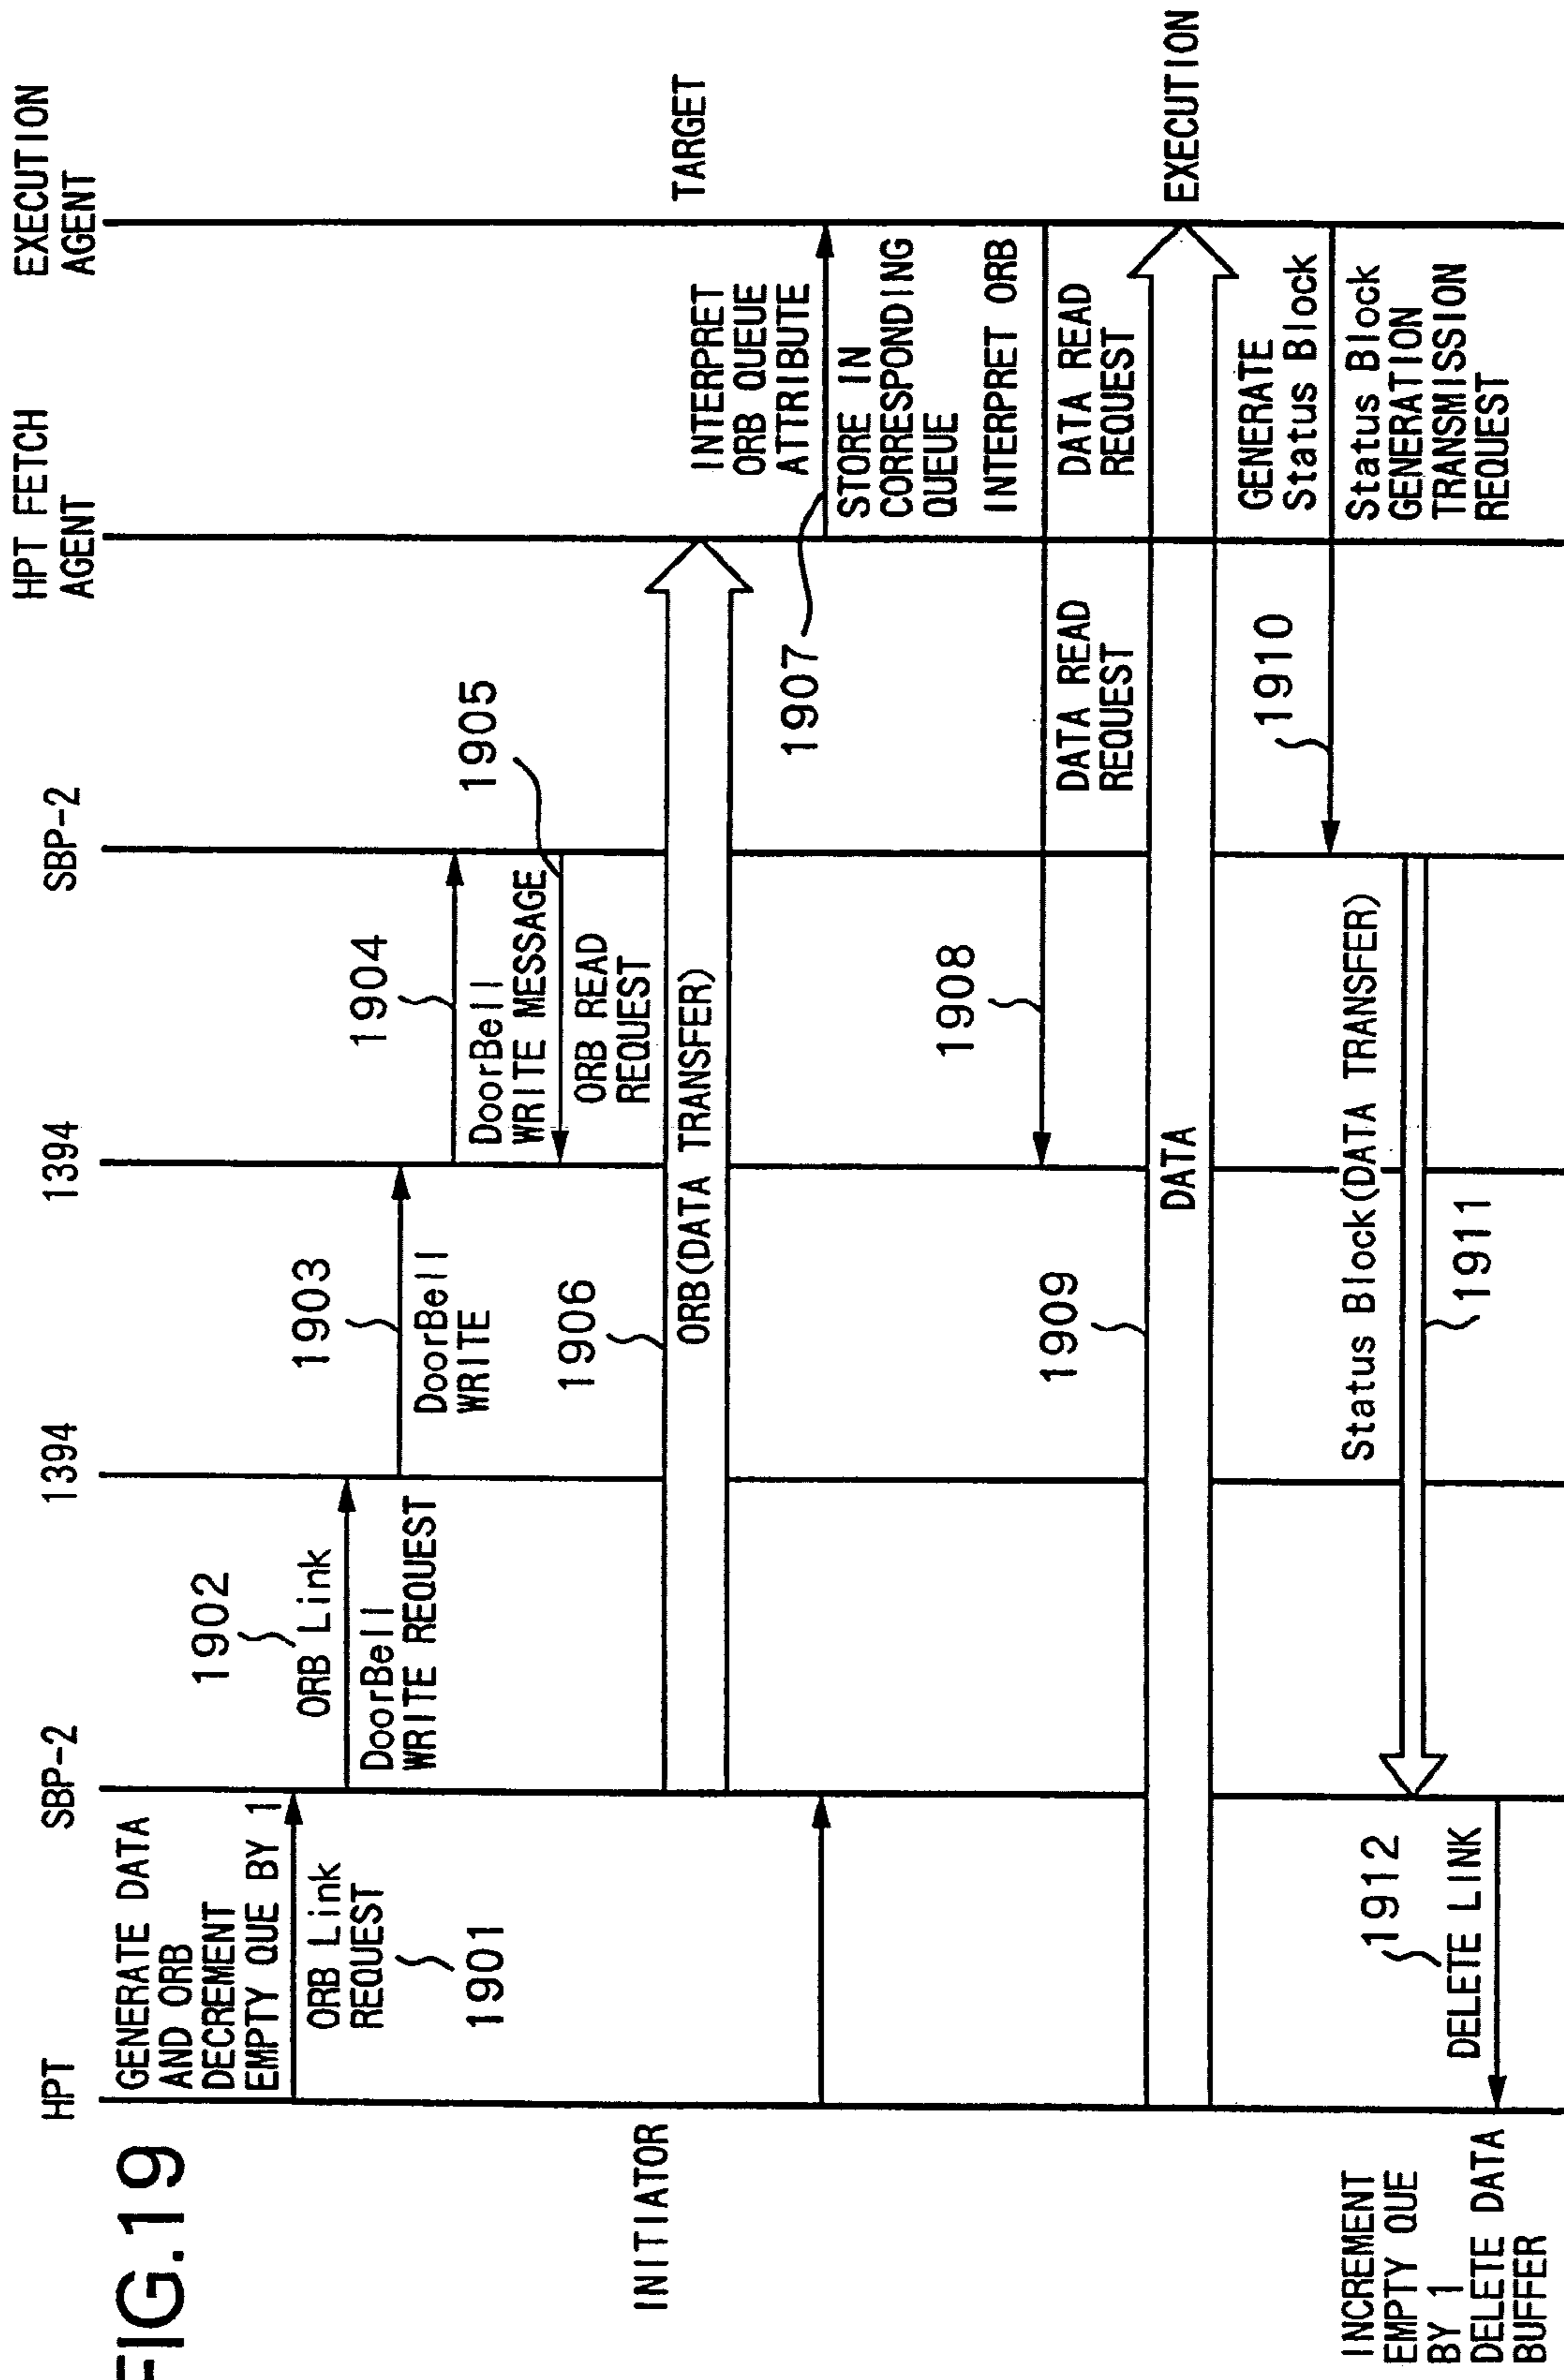 FIG.19
HPT
SBP-2
1394
1394
SBP-2
HPT FETCH
AGENT
EXECUTION
AGENT
GENERATE DATA
AND ORB
DECREMENT
EMPTY QUE BY 1
ORB Link
REQUEST
1901
1902
ORB Link
DoorBell
WRITE REQUEST
1903
DoorBell
WRITE
1904
DoorBell
WRITE MESSAGE
1905
ORB READ
REQUEST
INITIATOR
1906
ORB(DATA TRANSFER)
TARGET
INTERPRET
ORB QUEUE
ATTRIBUTE
1907
STORE IN
CORRESPONDING
QUEUE
INTERPRET ORB
1908
DATA READ
REQUEST
DATA READ
REQUEST
1909
DATA
EXECUTION
GENERATE
Status Block
1910
Status Block
GENERATION
TRANSMISSION
REQUEST
Status Block(DATA TRANSFER)
1911
1912
DELETE LINK
INCREMENT
EMPTY QUE
BY 1
DELETE DATA
BUFFER